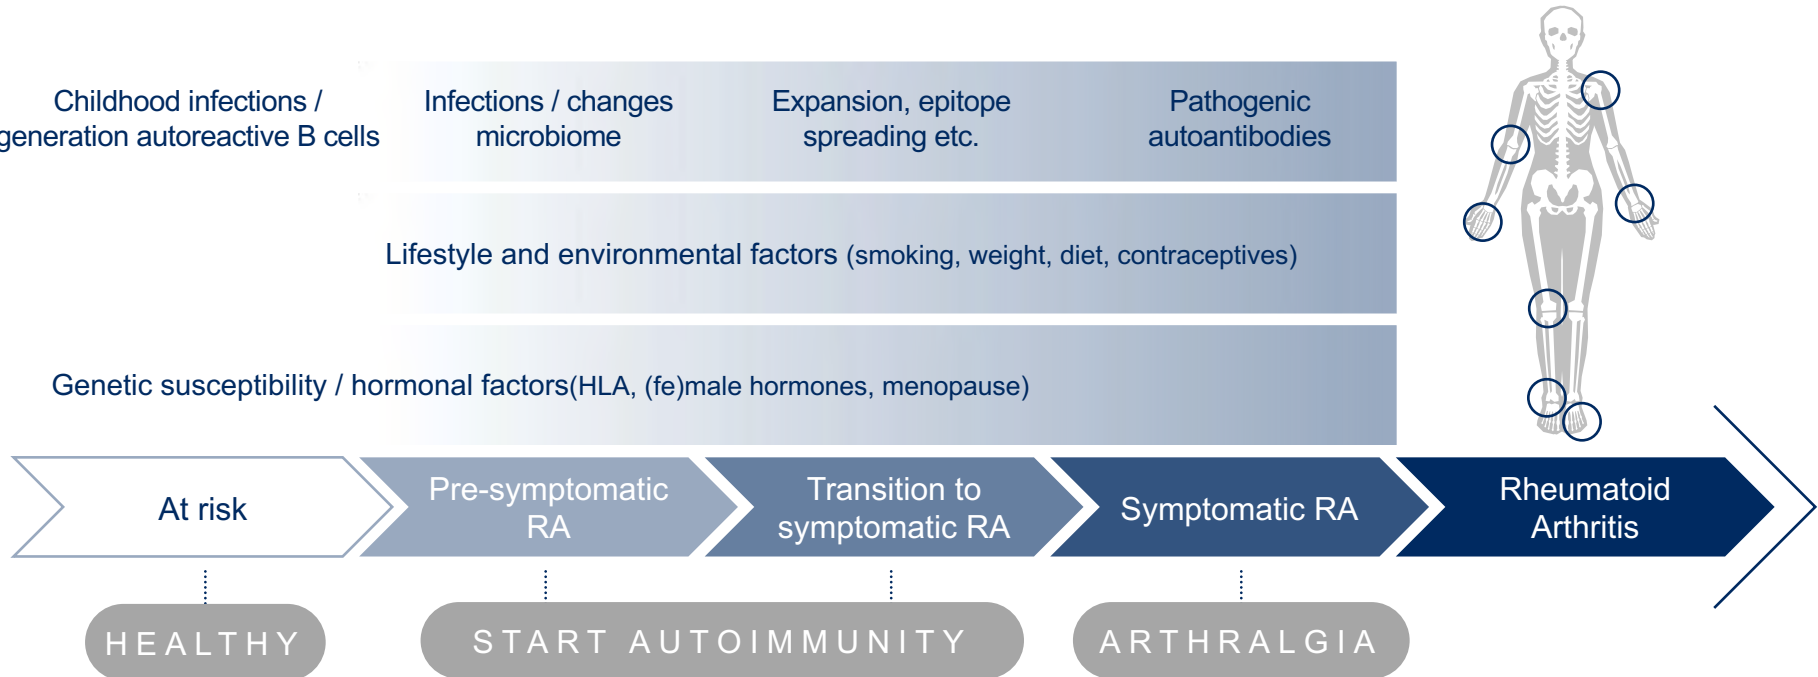 Childhood infections /
generation autoreactive B cells
Infections / changes
microbiome
Expansion, epitope
spreading etc.
Pathogenic
autoantibodies
Lifestyle and environmental factors (smoking, weight, diet, contraceptives)
Genetic susceptibility / hormonal factors(HLA, (fe)male hormones, menopause)
At risk
Pre-symptomatic
RA
Transition to
symptomatic RA
Symptomatic RA
Rheumatoid
Arthritis
HEALTHY
START AUTOIMMUNITY
ARTHRALGIA